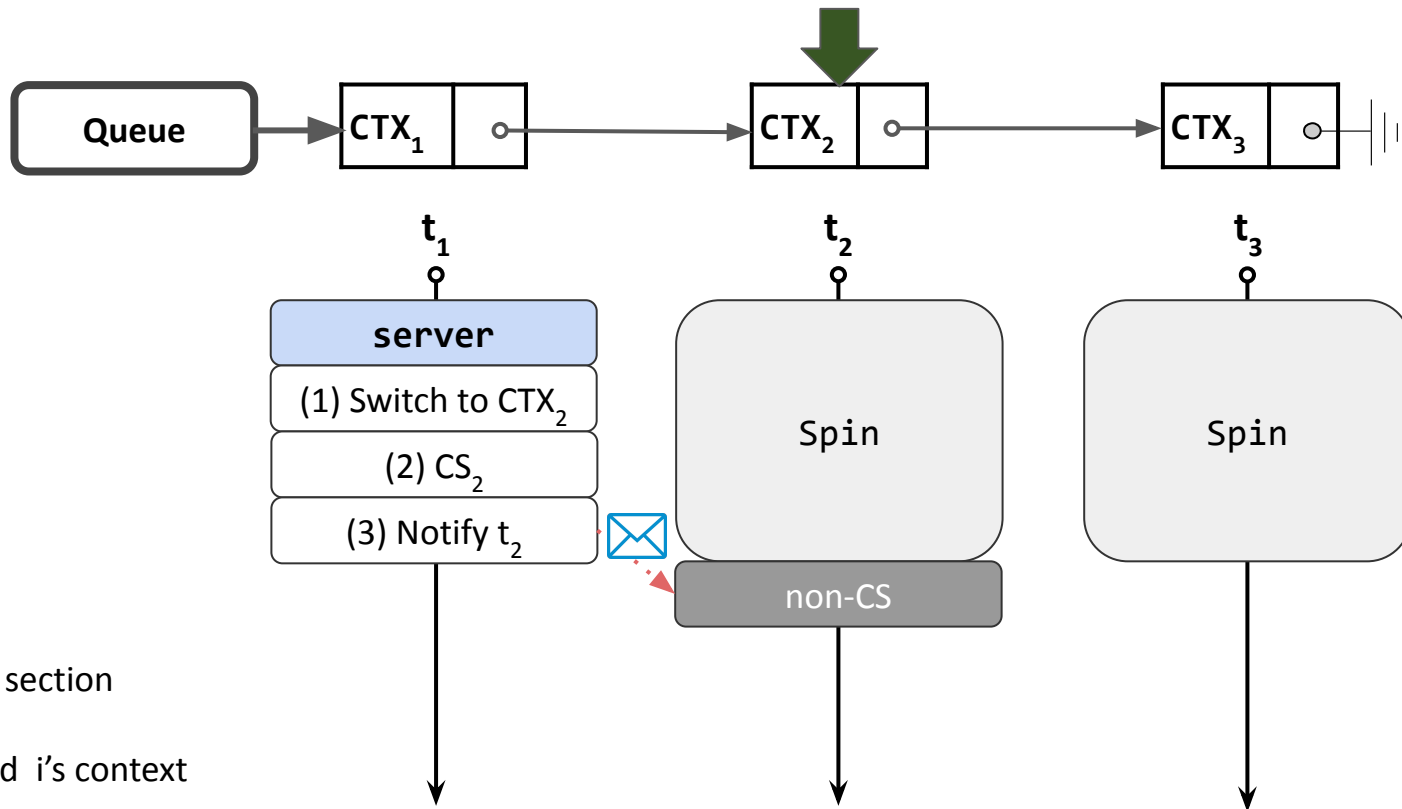 Queue
CTX₁
CTX₂
CTX₃
t₁
t₂
t₃
server
(1) Switch to CTX₂
(2) CS₂
(3) Notify t₂
Spin
non-CS
Spin
section
i's context